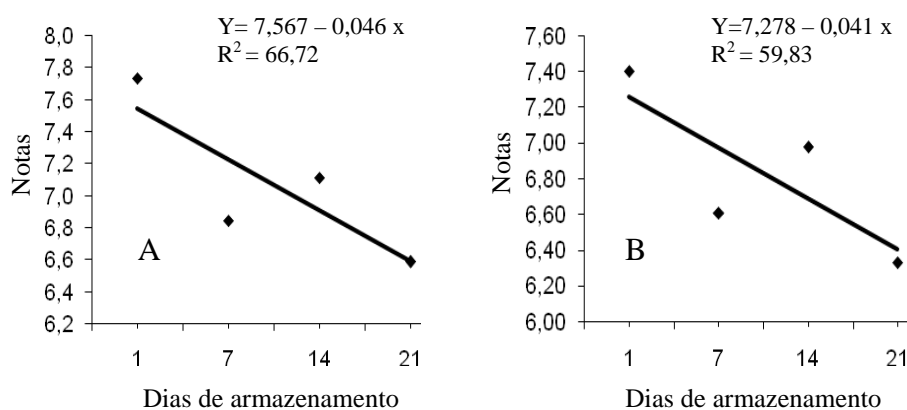 Y= 7,567 – 0,046 x
R² = 66,72
8,0
7,8
7,6
7,4
7,2
7,0
6,8
6,6
6,4
6,2
Notas
A
1 7 14 21
Dias de armazenamento
Y=7,278 – 0,041 x
R² = 59,83
7,60
7,40
7,20
7,00
6,80
6,60
6,40
6,20
6,00
Notas
B
1 7 14 21
Dias de armazenamento